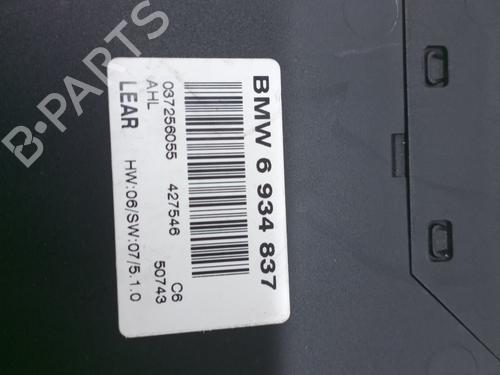 BMW 6 934 837
037256055 427546 C6
AHL 50743
LEAR HW:06/SW:07/5.1.0
B-PARTS